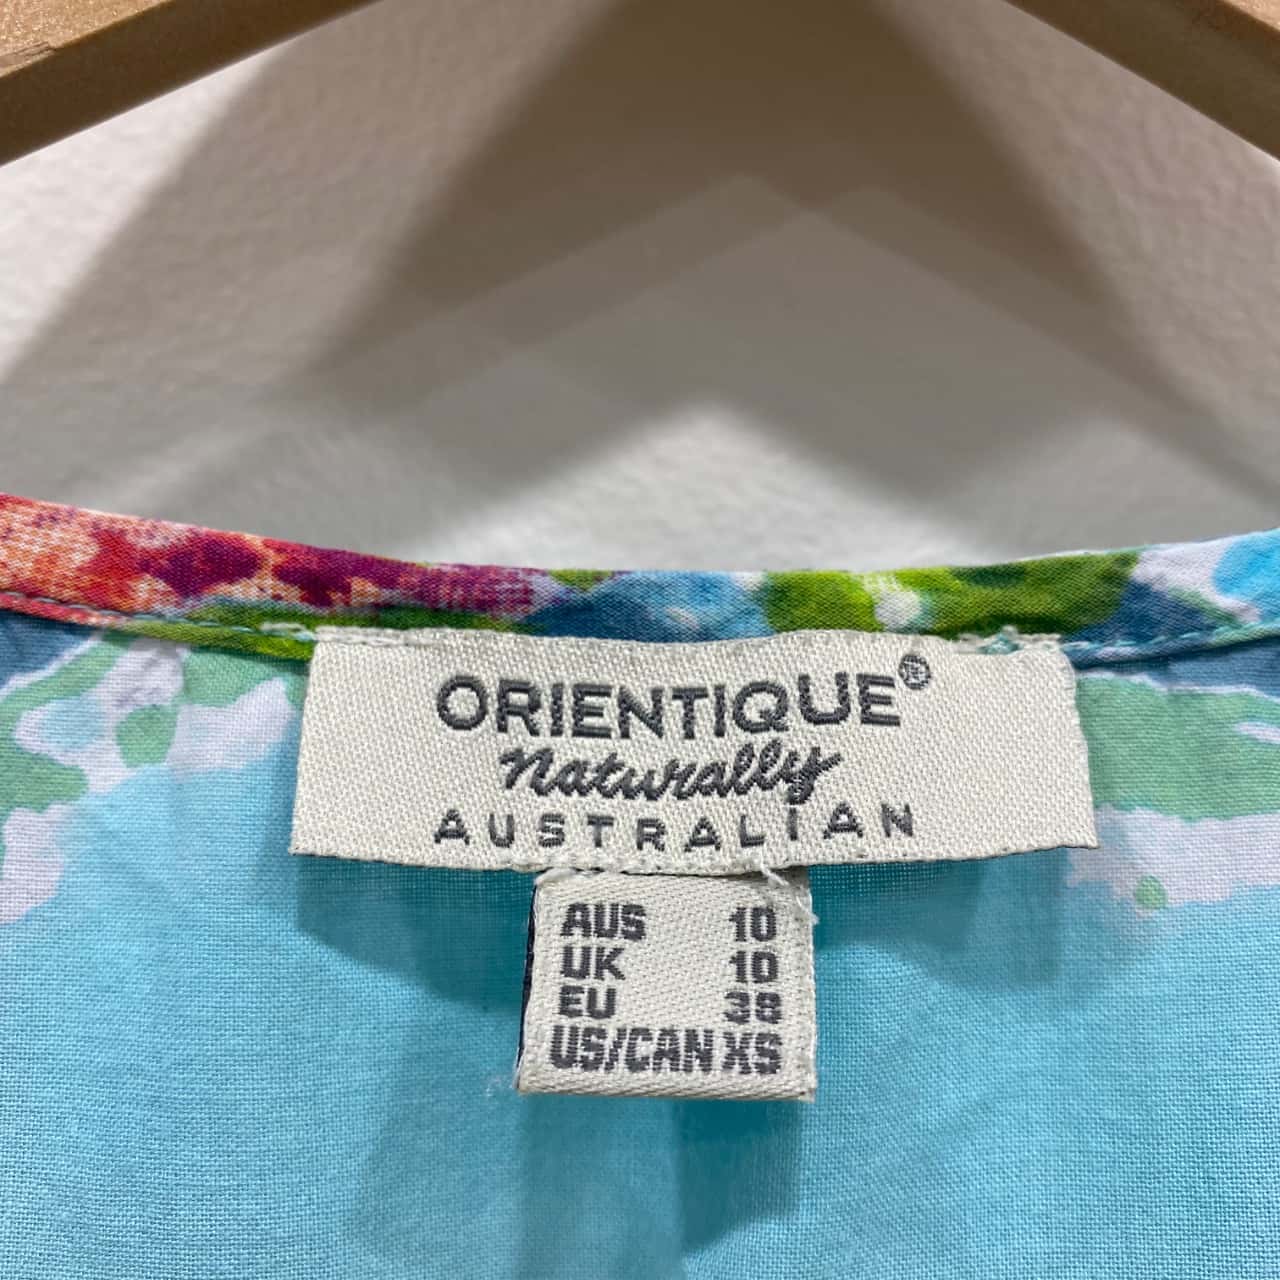 ORIENTIQUE®
Naturally
AUSTRALIAN
AUS 10
UK 10
EU 38
US/CAN XS